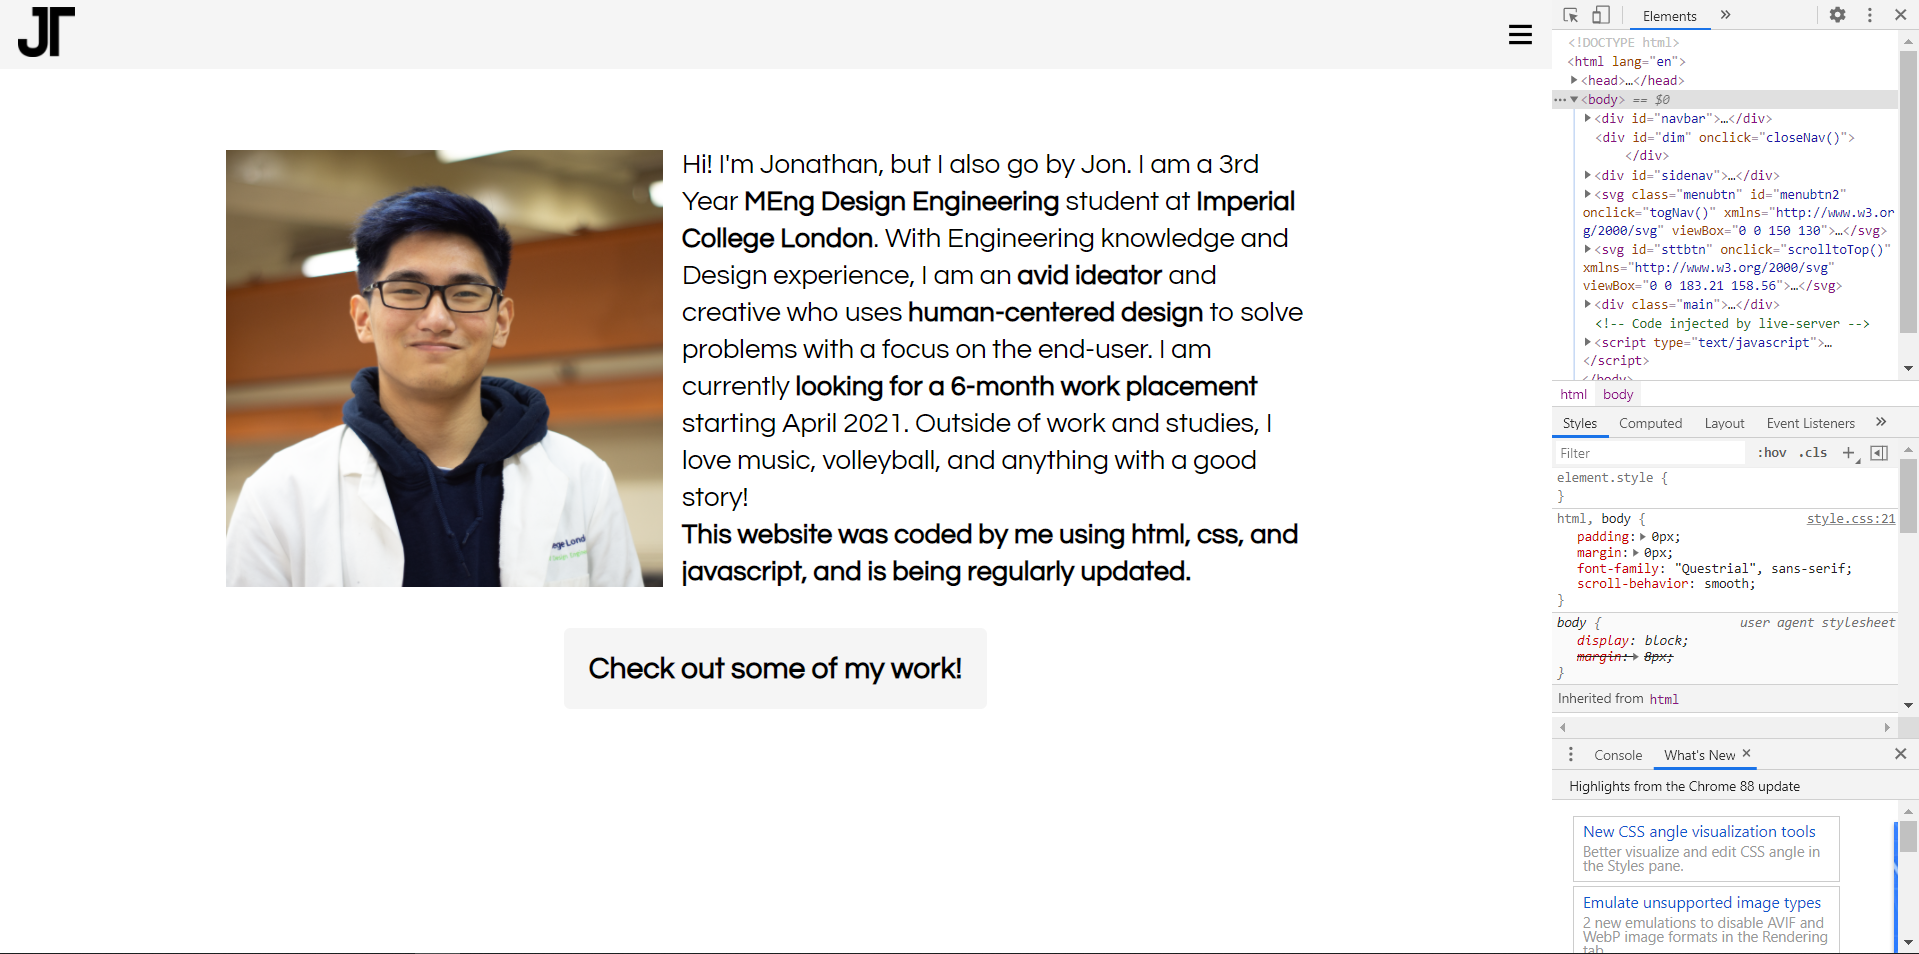 JT
Hi! I'm Jonathan, but I also go by Jon. I am a 3rd
Year MEng Design Engineering student at Imperial
College London. With Engineering knowledge and
Design experience, I am an avid ideator and
creative who uses human-centered design to solve
problems with a focus on the end-user. I am
currently looking for a 6-month work placement
starting April 2021. Outside of work and studies, I
love music, volleyball, and anything with a good
story!
This website was coded by me using html, css, and
javascript, and is being regularly updated.
ege Lond
Check out some of my work!
Elements
<!DOCTYPE html>
<html lang="en">
<head>…</head>
<body> == $0
<div id="navbar">…</div>
<div id="dim" onclick="closeNav()">
</div>
<div id="sidenav">…</div>
<svg class="menubtn" id="menubtn2"
onclick="togNav()" xmlns="http://www.w3.or
g/2000/svg" viewBox="0 0 150 130">…</svg>
<svg id="sttbtn" onclick="scrolltoTop()"
xmlns="http://www.w3.org/2000/svg"
viewBox="0 0 183.21 158.56">…</svg>
<div class="main">…</div>
<!-- Code injected by live-server -->
<script type="text/javascript">…
</script>
</body>
html body
Styles Computed Layout Event Listeners
Filter :hov .cls
element.style {
}
html, body { style.css:21
padding: 0px;
margin: 0px;
font-family: "Questrial", sans-serif;
scroll-behavior: smooth;
}
body { user agent stylesheet
display: block;
margin: 8px;
}
Inherited from html
Console What's New
Highlights from the Chrome 88 update
New CSS angle visualization tools
Better visualize and edit CSS angle in
the Styles pane.
Emulate unsupported image types
2 new emulations to disable AVIF and
WebP image formats in the Rendering
tab.